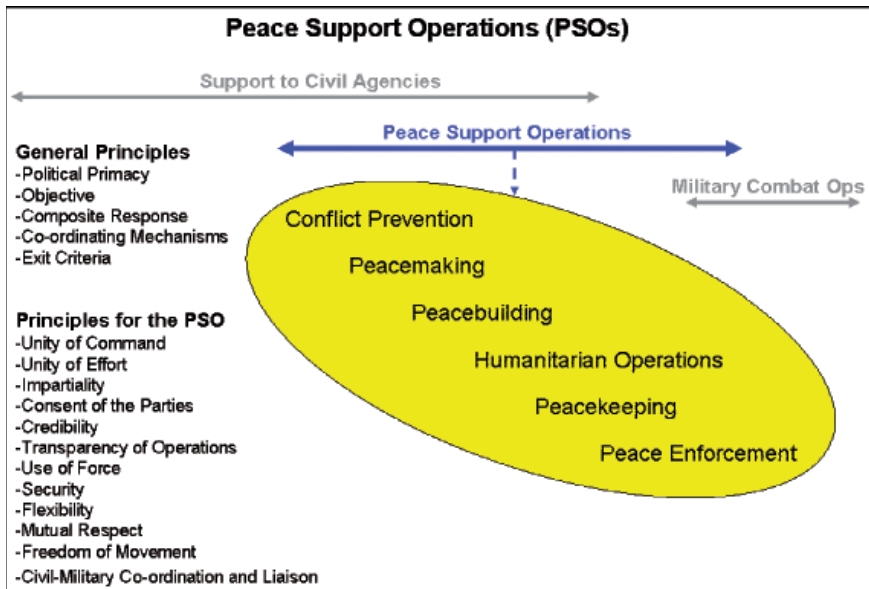 Peace Support Operations (PSOs)
Support to Civil Agencies
Peace Support Operations
Military Combat Ops
General Principles
-Political Primacy
-Objective
-Composite Response
-Co-ordinating Mechanisms
-Exit Criteria
Principles for the PSO
-Unity of Command
-Unity of Effort
-Impartiality
-Consent of the Parties
-Credibility
-Transparency of Operations
-Use of Force
-Security
-Flexibility
-Mutual Respect
-Freedom of Movement
-Civil-Military Co-ordination and Liaison
Conflict Prevention
Peacemaking
Peacebuilding
Humanitarian Operations
Peacekeeping
Peace Enforcement